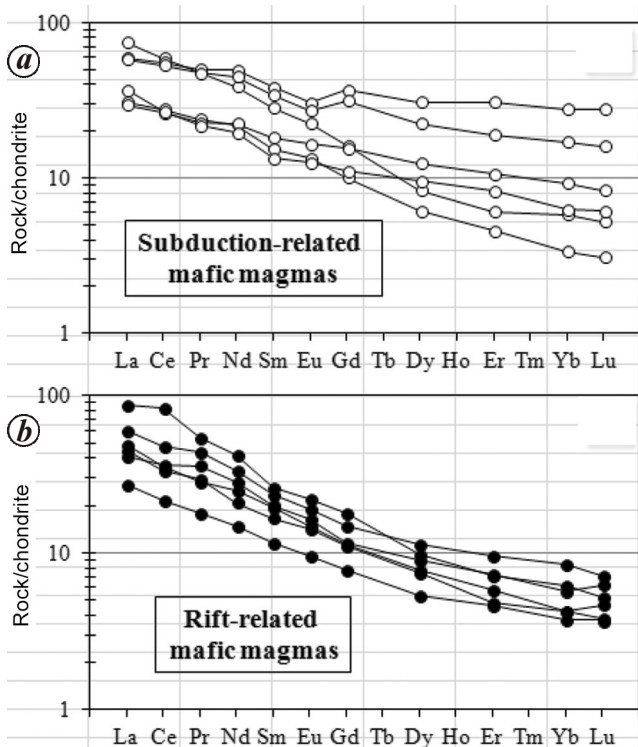 100
a
10
Rock/chondrite
Subduction-related
mafic magmas
1
La Ce Pr Nd Sm Eu Gd Tb Dy Ho Er Tm Yb Lu
100
b
10
Rock/chondrite
Rift-related
mafic magmas
1
La Ce Pr Nd Sm Eu Gd Tb Dy Ho Er Tm Yb Lu